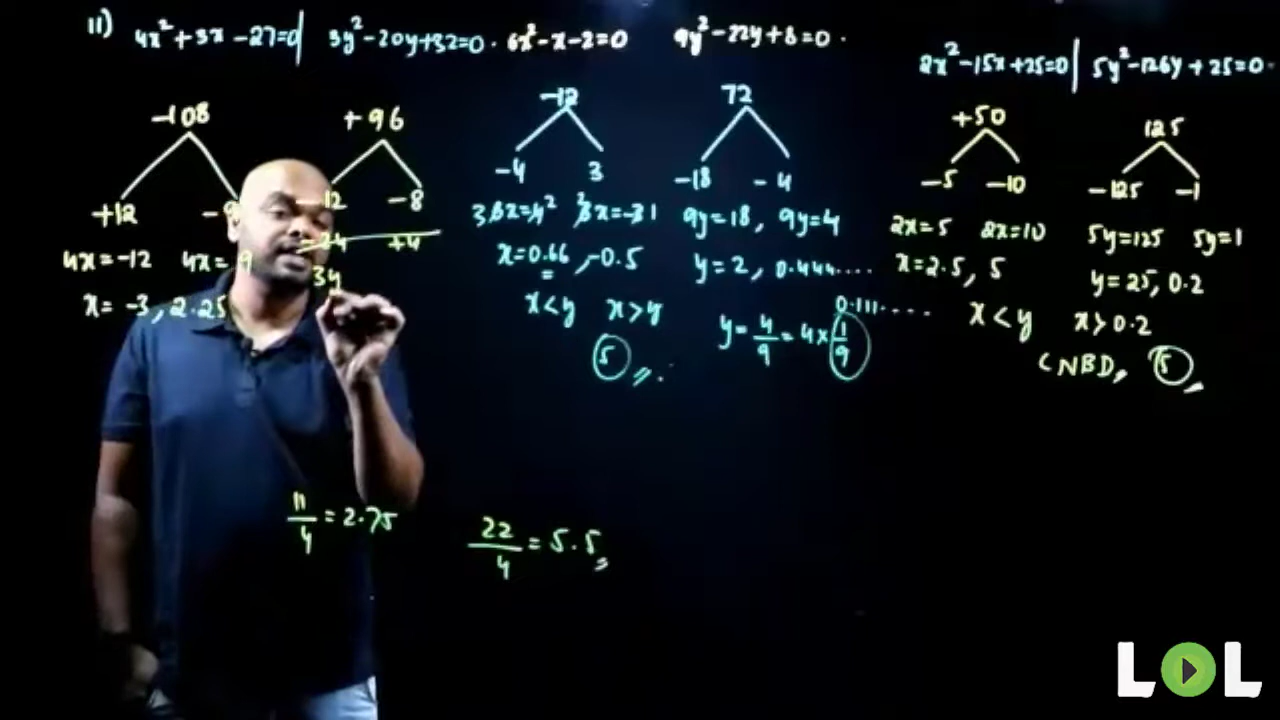 11) 4x²+3x-27=0 | 3y²-20y+32=0 · 6x²-x-2=0 9y²-22y+8=0 ·
2x²-15x+25=0 | 5y²-126y+25=0 ·
-108 +96 -12 72 +50 125
+12 -9 -12 -8 -4 3 -18 -4 -5 -10 -125 -1
+4
4x=-12 4x=9
x=-3, 2.25
3y
x=0.66, -0.5
x<y x>y
5
9y=18, 9y=4
y=2, 0.444....
0.111....
y=4/9=4×1/9
2x=5 2x=10
x=2.5, 5
5y=125 5y=1
y=25, 0.2
x<y x>0.2
CNBD, 5
11/4=2.75 22/4=5.5
LOL